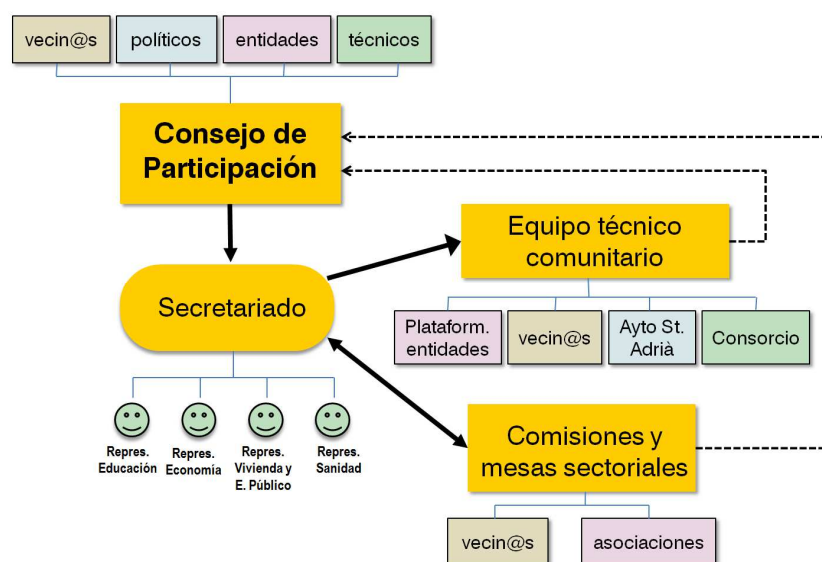 vecin@s
políticos
entidades
técnicos
Consejo de
Participación
Equipo técnico
comunitario
Secretariado
Plataform.
entidades
vecin@s
Ayto St.
Adrià
Consorcio
Repres.
Educación
Repres.
Economía
Repres.
Vivienda y
E. Público
Repres.
Sanidad
Comisiones y
mesas sectoriales
vecin@s
asociaciones